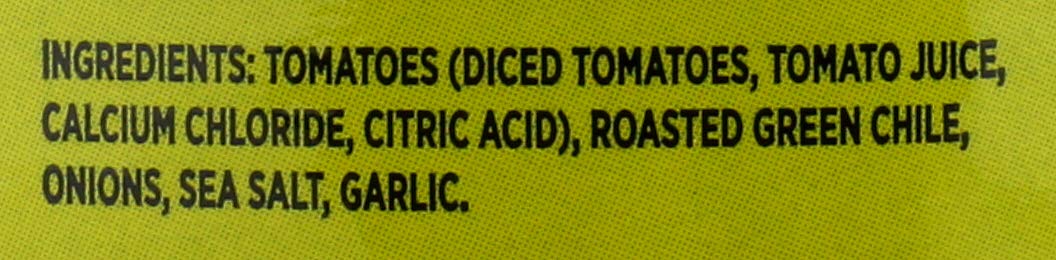 INGREDIENTS: TOMATOES (DICED TOMATOES, TOMATO JUICE,
CALCIUM CHLORIDE, CITRIC ACID), ROASTED GREEN CHILE,
ONIONS, SEA SALT, GARLIC.